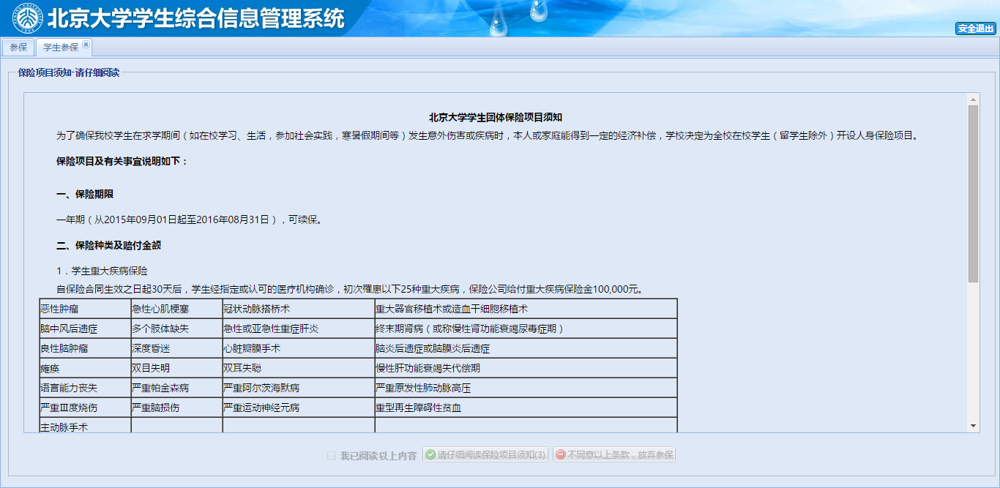 北京大学学生综合信息管理系统
安全退出
参保 学生参保
保险项目须知-请仔细阅读
北京大学学生团体保险项目须知
为了确保我校学生在求学期间（如在校学习、生活，参加社会实践，寒暑假期间等）发生意外伤害或疾病时，本人或家庭能得到一定的经济补偿，学校决定为全校在校学生（留学生除外）开设人身保险项目。
保险项目及有关事宜说明如下：
一、保险期限
一年期（从2015年09月01日起至2016年08月31日），可续保。
二、保险种类及赔付金额
1．学生重大疾病保险
自保险合同生效之日起30天后，学生经指定或认可的医疗机构确诊，初次罹患以下25种重大疾病，保险公司给付重大疾病保险金100,000元。
恶性肿瘤 急性心肌梗塞 冠状动脉搭桥术 重大器官移植术或造血干细胞移植术
脑中风后遗症 多个肢体缺失 急性或亚急性重症肝炎 终末期肾病（或称慢性肾功能衰竭尿毒症期）
良性脑肿瘤 深度昏迷 心脏瓣膜手术 脑炎后遗症或脑膜炎后遗症
瘫痪 双目失明 双耳失聪 慢性肝功能衰竭失代偿期
语言能力丧失 严重帕金森病 严重阿尔茨海默病 严重原发性肺动脉高压
严重Ⅲ度烧伤 严重脑损伤 严重运动神经元病 重型再生障碍性贫血
主动脉手术
我已阅读以上内容 请仔细阅读保险项目须知(3) 不同意以上条款，放弃参保